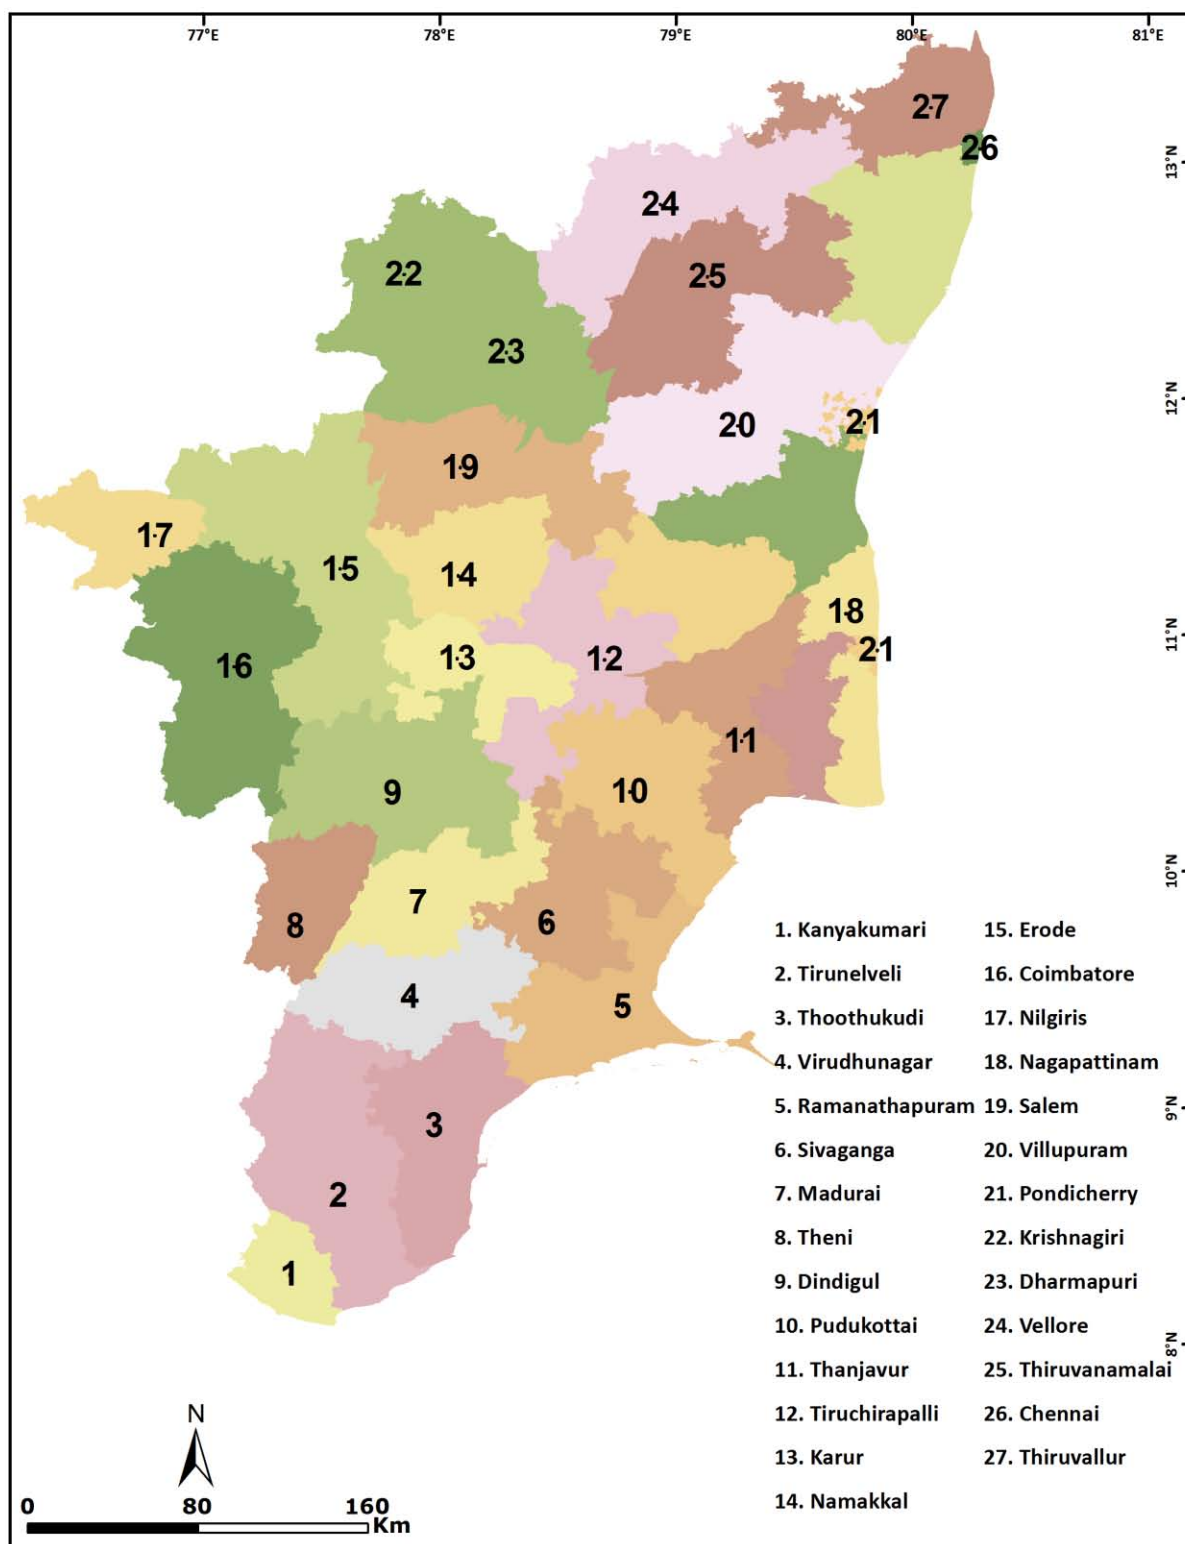 77°E 78°E 79°E 80°E 81°E
27
26
13°N
24
22
25
23
12°N
20
21
19
17
15
14
18
11°N
16
13
12
21
11
9
10
10°N
7
8
6
4
5
9°N
3
2
1
8°N
1. Kanyakumari
2. Tirunelveli
3. Thoothukudi
4. Virudhunagar
5. Ramanathapuram
6. Sivaganga
7. Madurai
8. Theni
9. Dindigul
10. Pudukottai
11. Thanjavur
12. Tiruchirapalli
13. Karur
14. Namakkal
15. Erode
16. Coimbatore
17. Nilgiris
18. Nagapattinam
19. Salem
20. Villupuram
21. Pondicherry
22. Krishnagiri
23. Dharmapuri
24. Vellore
25. Thiruvanamalai
26. Chennai
27. Thiruvallur
N
0 80 160
Km